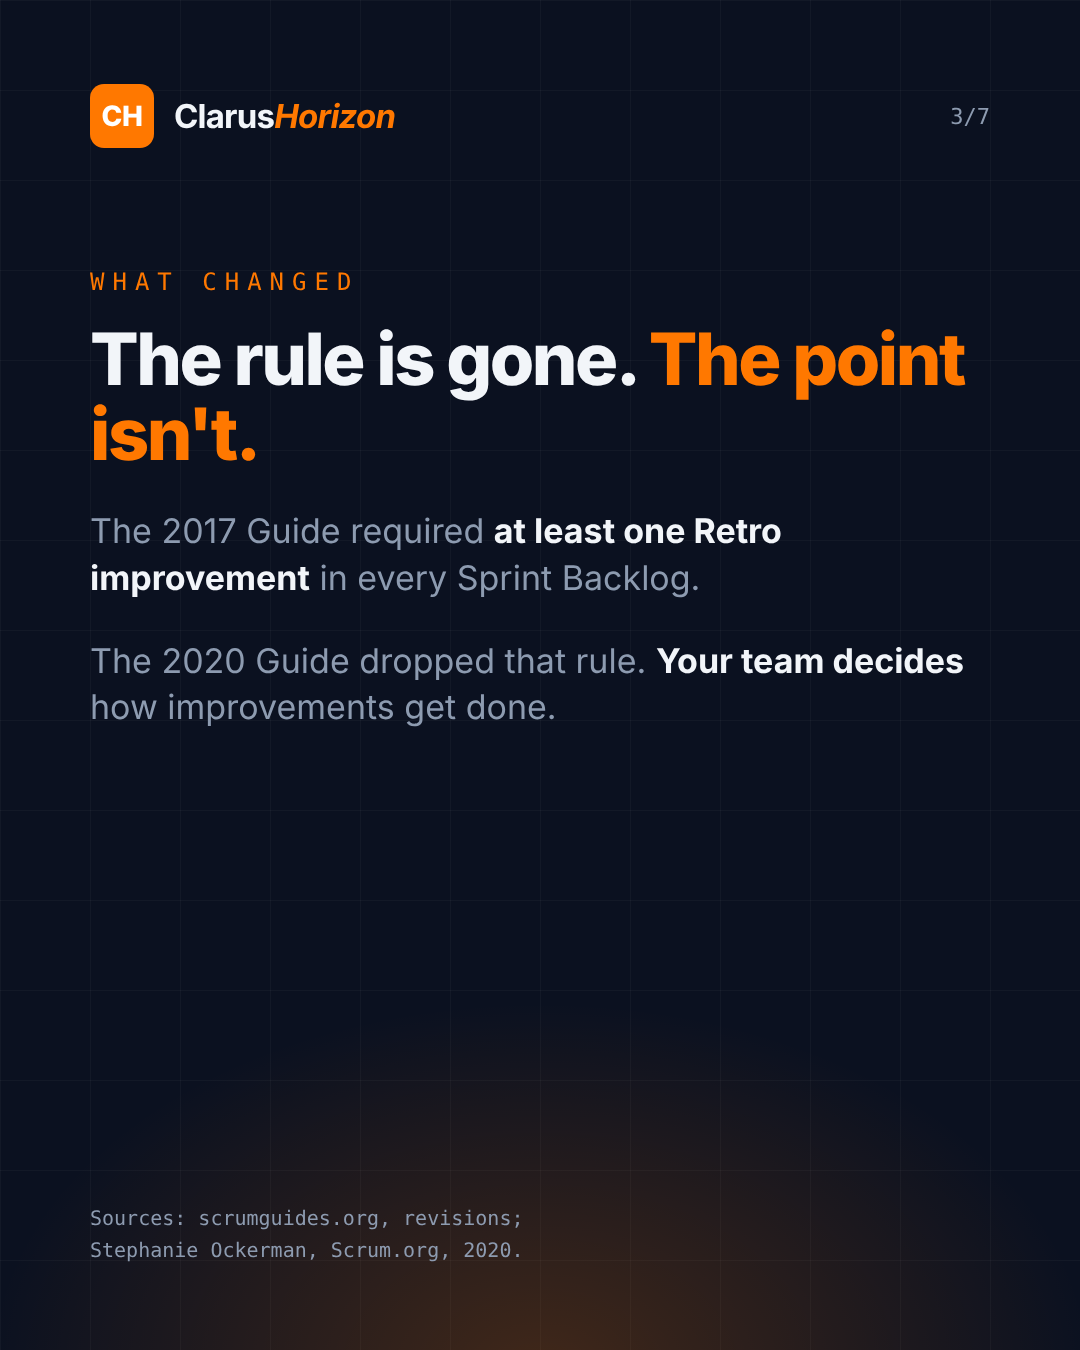 CH ClarusHorizon 3/7
WHAT CHANGED
The rule is gone. The point
isn't.
The 2017 Guide required at least one Retro
improvement in every Sprint Backlog.
The 2020 Guide dropped that rule. Your team decides
how improvements get done.
Sources: scrumguides.org, revisions;
Stephanie Ockerman, Scrum.org, 2020.